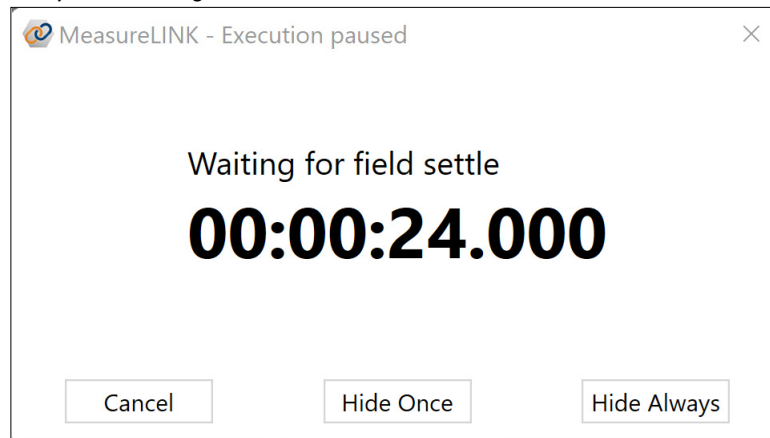 MeasureLINK - Execution paused
Waiting for field settle
00:00:24.000
Cancel Hide Once Hide Always